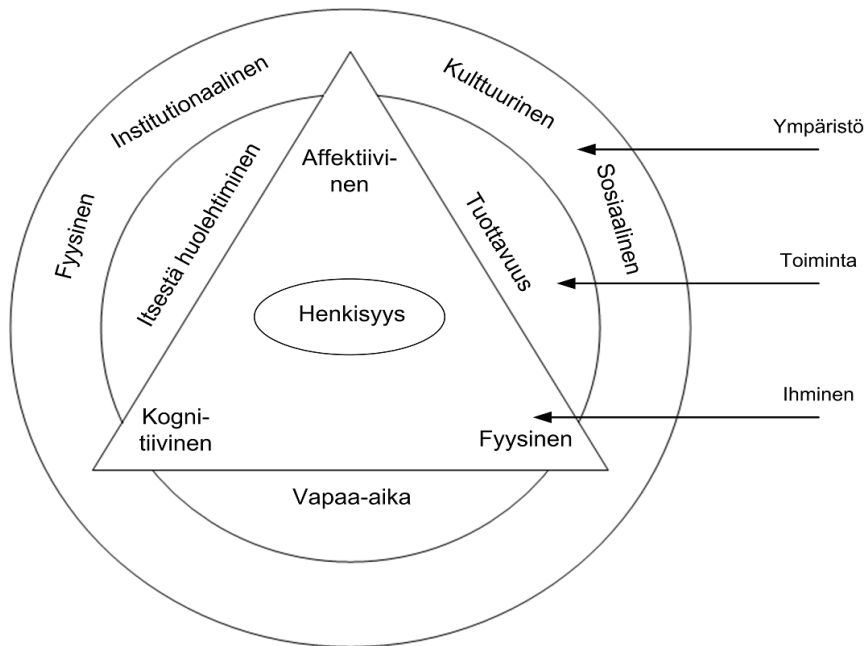 Institutionaalinen
Kulttuurinen
Fyysinen
Sosiaalinen
Ympäristö
Itsestä huolehtiminen
Tuottavuus
Toiminta
Affektiivi-
nen
Henkisyys
Ihminen
Kogni-
tiivinen
Fyysinen
Vapaa-aika